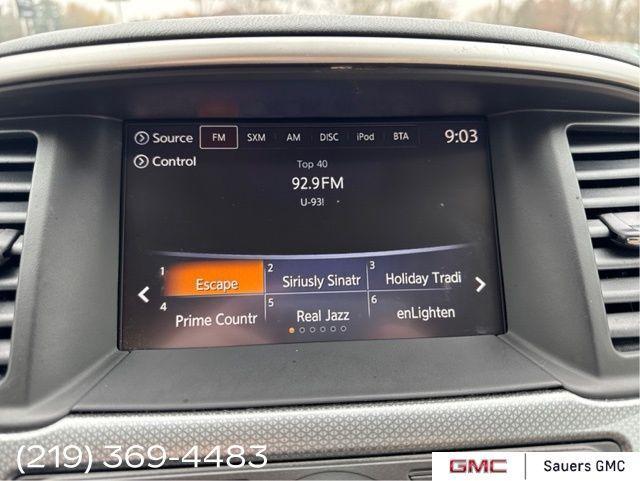 Source FM SXM AM DISC iPod BTA 9:03
Control
Top 40
92.9FM
U-93!
1 Escape 2 Siriusly Sinatr 3 Holiday Tradi
4 Prime Countr 5 Real Jazz 6 enLighten
(219) 369-4483
GMC Sauers GMC